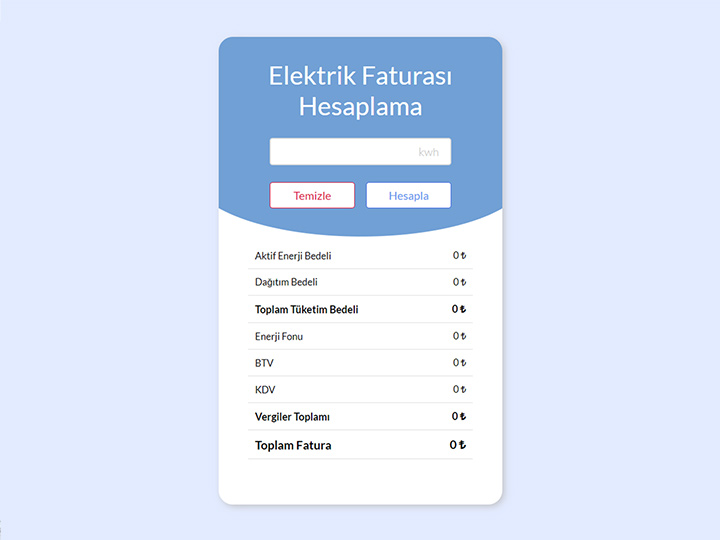 Elektrik Faturası
Hesaplama
kwh
Temizle Hesapla
Aktif Enerji Bedeli 0 ₺
Dağıtım Bedeli 0 ₺
Toplam Tüketim Bedeli 0 ₺
Enerji Fonu 0 ₺
BTV 0 ₺
KDV 0 ₺
Vergiler Toplamı 0 ₺
Toplam Fatura 0 ₺